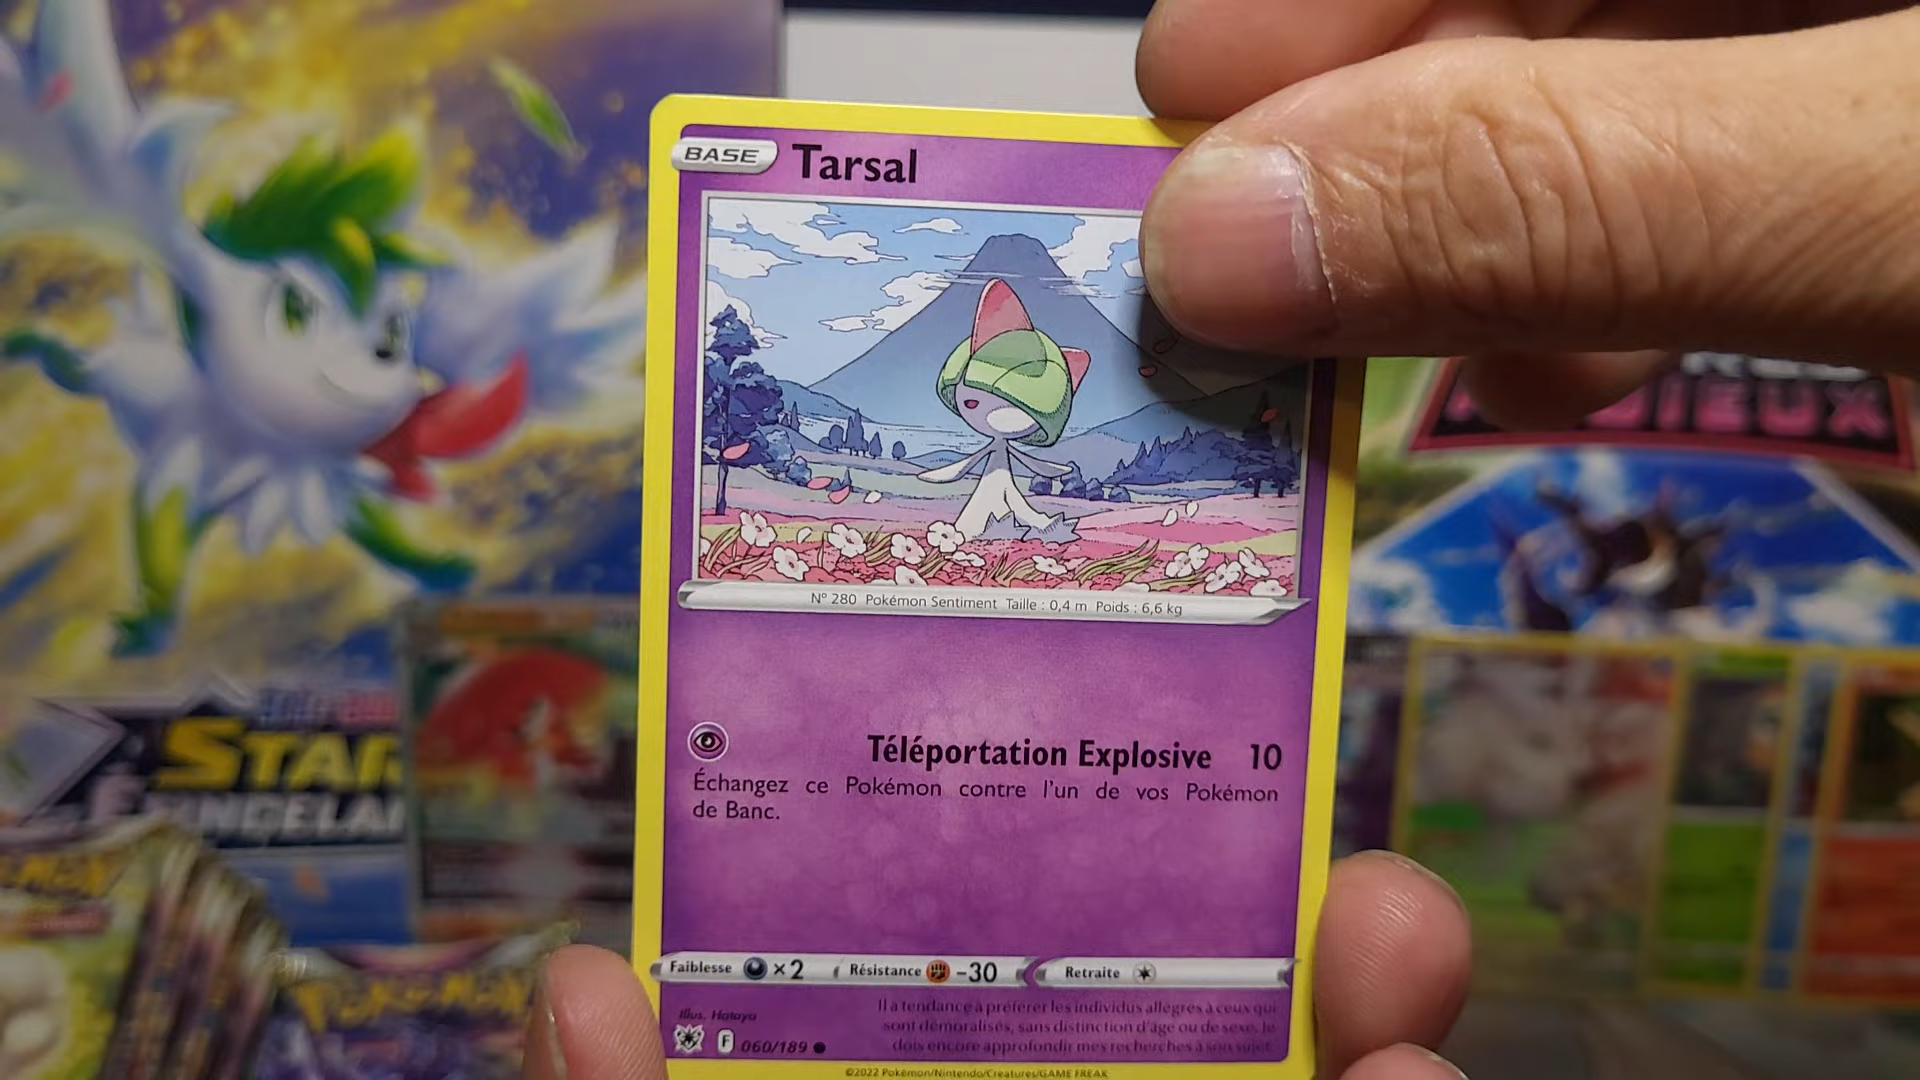 BASE Tarsal
N° 280 Pokémon Sentiment Taille : 0,4 m Poids : 6,6 kg
Téléportation Explosive 10
Échangez ce Pokémon contre l'un de vos Pokémon
de Banc.
Faiblesse ×2 Résistance -30 Retraite
Il a tendance à préférer les individus allègres à ceux qui
sont démoralisés, sans distinction d'âge ou de sexe. Je
dois encore approfondir mes recherches à son sujet.
Illus. Hataya
F 060/189
©2022 Pokémon/Nintendo/Creatures/GAME FREAK
STAR
POKÉMON
POKÉMON